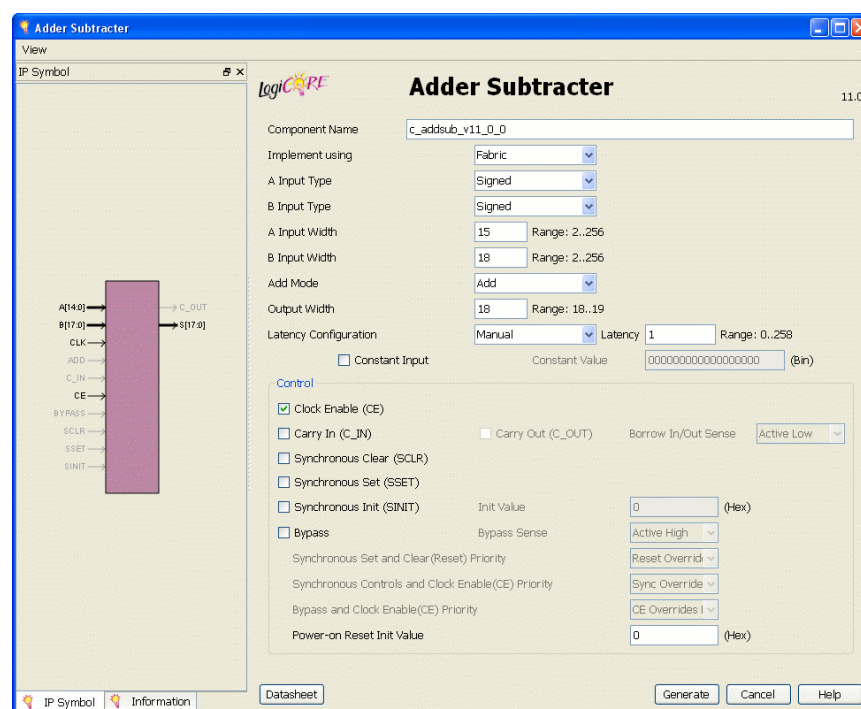 Adder Subtracter
View
IP Symbol
LogiCORE
Adder Subtracter
11.0
Component Name c_addsub_v11_0_0
Implement using Fabric
A Input Type Signed
B Input Type Signed
A Input Width 15 Range: 2..256
B Input Width 18 Range: 2..256
Add Mode Add
Output Width 18 Range: 18..19
Latency Configuration Manual Latency 1 Range: 0..258
Constant Input Constant Value 000000000000000000 (Bin)
Control
Clock Enable (CE)
Carry In (C_IN) Carry Out (C_OUT) Borrow In/Out Sense Active Low
Synchronous Clear (SCLR)
Synchronous Set (SSET)
Synchronous Init (SINIT) Init Value 0 (Hex)
Bypass Bypass Sense Active High
Synchronous Set and Clear(Reset) Priority Reset Overrid
Synchronous Controls and Clock Enable(CE) Priority Sync Override
Bypass and Clock Enable(CE) Priority CE Overrides
Power-on Reset Init Value 0 (Hex)
A[14:0] C_OUT
B[17:0] S[17:0]
CLK
ADD
C_IN
CE
BYPASS
SCLR
SSET
SINIT
IP Symbol Information
Datasheet Generate Cancel Help